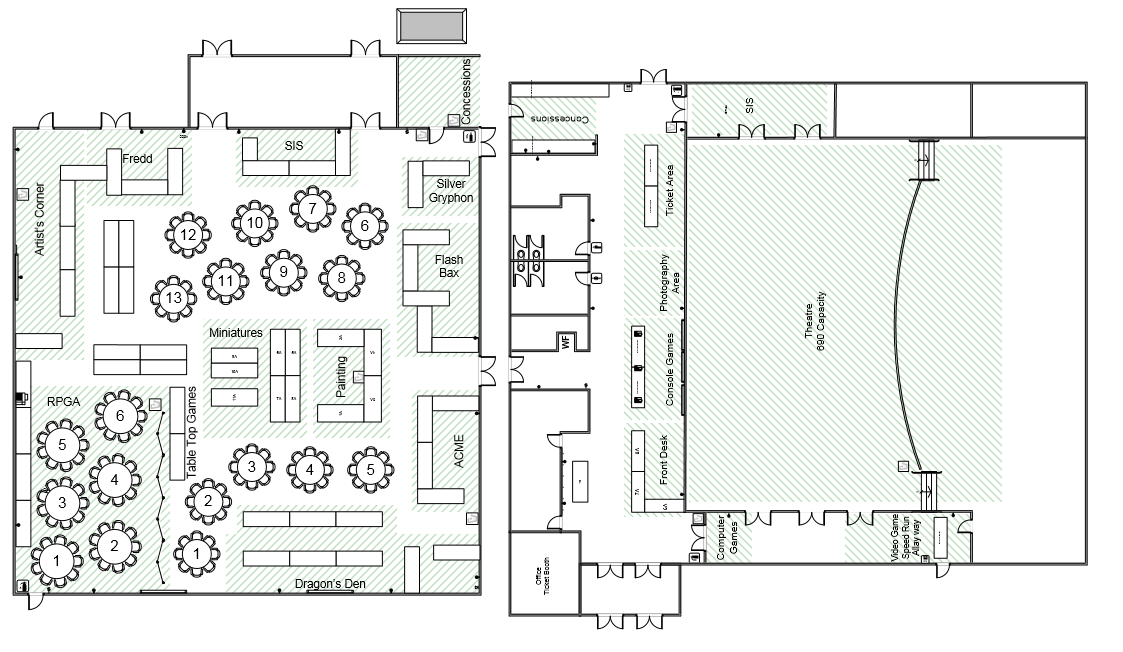 Concessions
Fredd
SIS
Artist's Corner
Silver
Gryphon
7
10
6
12
Flash
Bax
9
8
11
13
Miniatures
Painting
RPGA
Table Top Games
6
5
4
3
2
1
3
4
5
2
1
ACME
Dragon's Den
Concessions
SIS
Ticket Area
Photography
Area
WF
Console Games
Front Desk
Theatre
690 Capacity
Computer
Games
Video Game
Speed Run
Allay way
Office
Ticket Booth